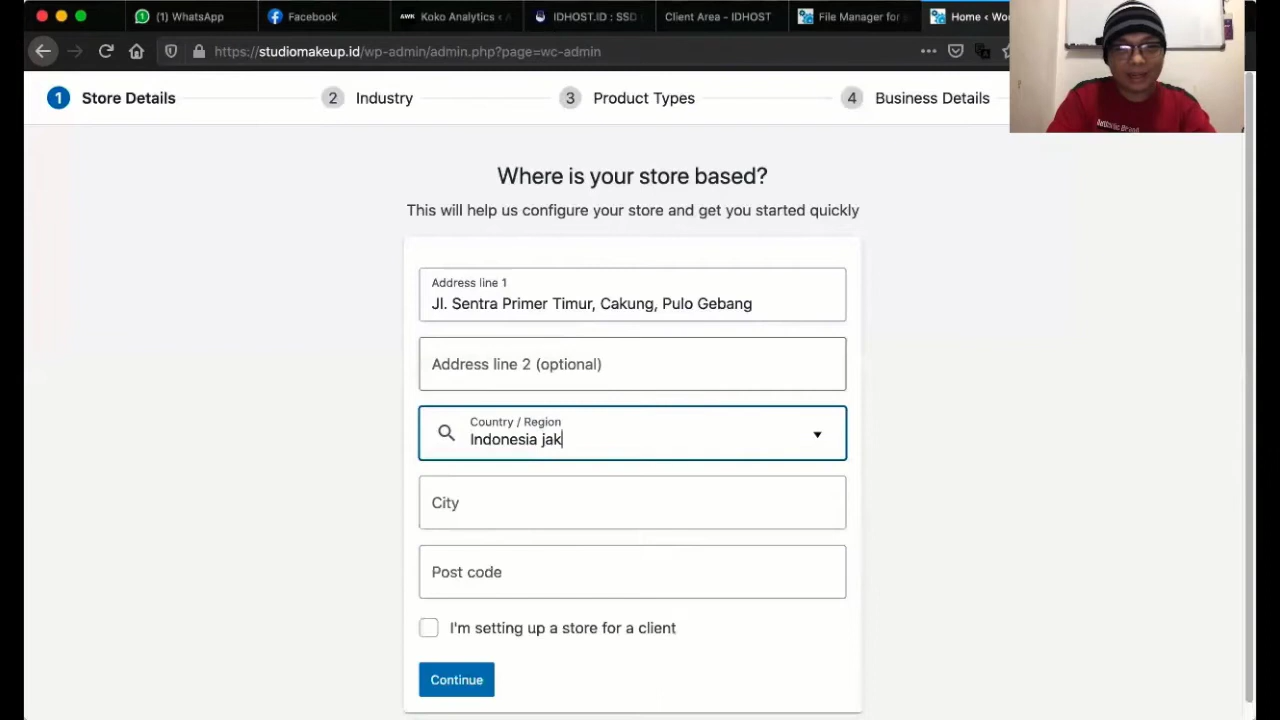 (1) WhatsApp
Facebook
AWK Koko Analytics ‹ A
IDHOST.ID : SSD
Client Area - IDHOST
File Manager for
Home ‹ Woo
https://studiomakeup.id/wp-admin/admin.php?page=wc-admin
1 Store Details
2 Industry
3 Product Types
4 Business Details
Where is your store based?
This will help us configure your store and get you started quickly
Address line 1
Jl. Sentra Primer Timur, Cakung, Pulo Gebang
Address line 2 (optional)
Country / Region
Indonesia jak
City
Post code
I'm setting up a store for a client
Continue